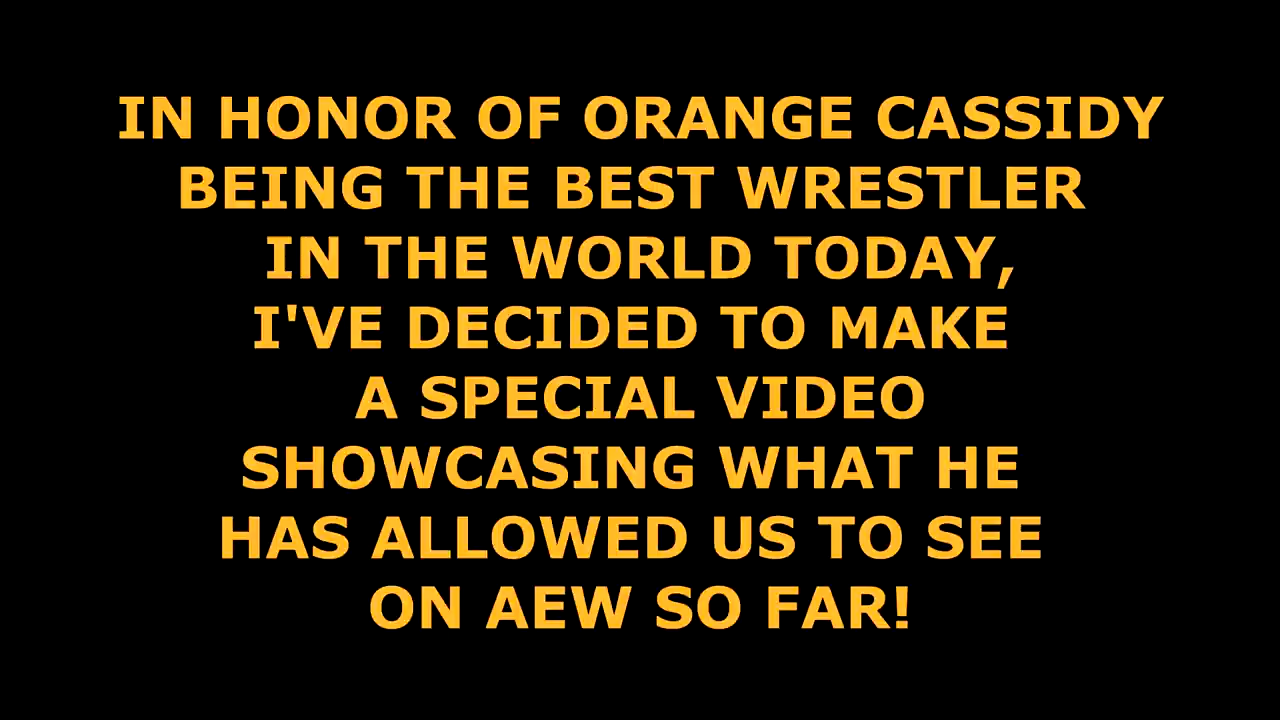 IN HONOR OF ORANGE CASSIDY
BEING THE BEST WRESTLER
IN THE WORLD TODAY,
I'VE DECIDED TO MAKE
A SPECIAL VIDEO
SHOWCASING WHAT HE
HAS ALLOWED US TO SEE
ON AEW SO FAR!